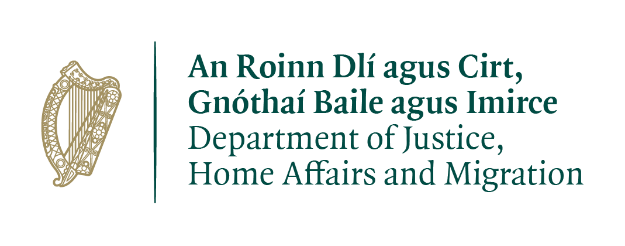 An Roinn Dlí agus Cirt,
Gnóthaí Baile agus Imirce
Department of Justice,
Home Affairs and Migration